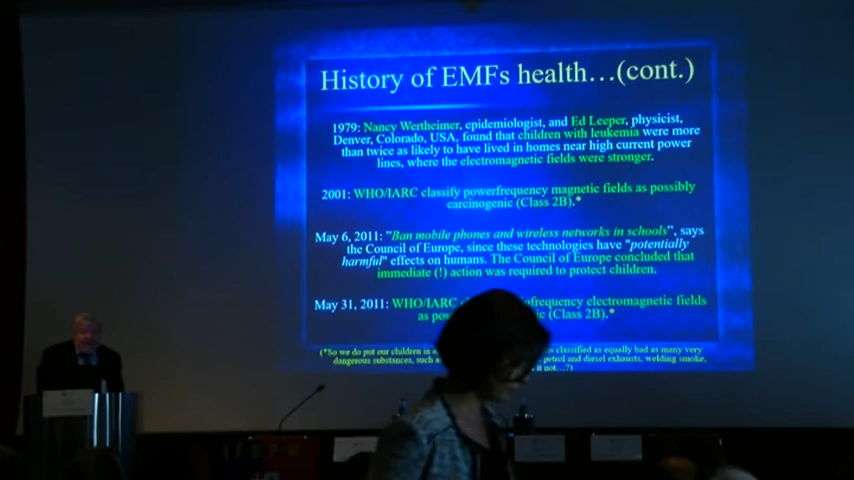 History of EMFs health…(cont.)
1979: Nancy Wertheimer, epidemiologist, and Ed Leeper, physicist,
Denver, Colorado, USA, found that children with leukemia were more
than twice as likely to have lived in homes near high current power
lines, where the electromagnetic fields were stronger.
2001: WHO/IARC classify powerfrequency magnetic fields as possibly
carcinogenic (Class 2B).*
May 6, 2011: "Ban mobile phones and wireless networks in schools", says
the Council of Europe, since these technologies have "potentially
harmful" effects on humans. The Council of Europe concluded that
immediate (!) action was required to protect children.
May 31, 2011: WHO/IARC electromagnetic fields
as (Class 2B).*
(*So we do put our children in classified as equally bad as many very
dangerous substances, such petrol and diesel exhausts, welding smoke,
it not…?)